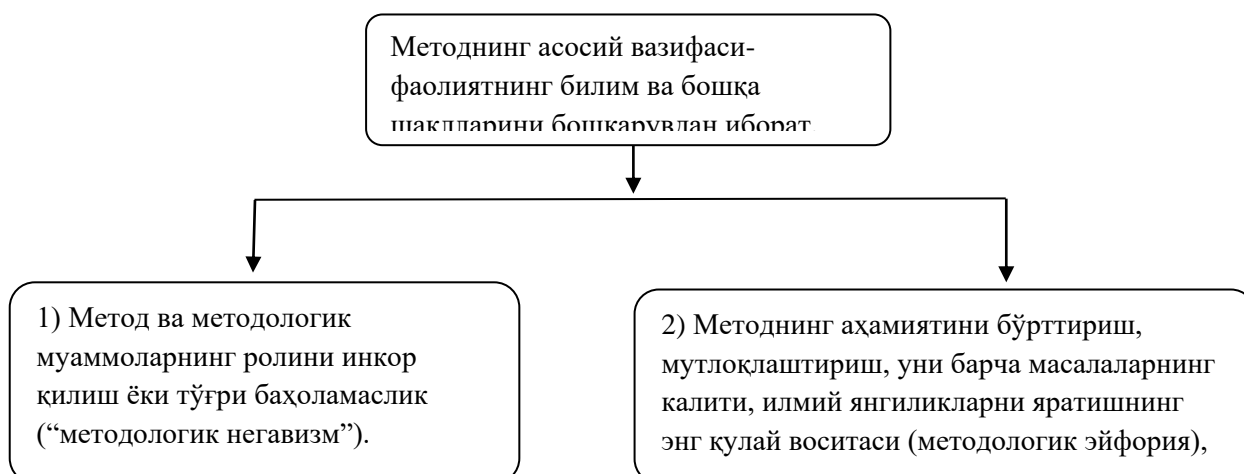 Методнинг асосий вазифаси-
фаолиятнинг билим ва бошқа
шаклларини бошқарувдан иборат.
1) Метод ва методологик
муаммоларнинг ролини инкор
қилиш ёки тўғри баҳоламаслик
(“методологик негавизм”).
2) Методнинг аҳамиятини бўрттириш,
мутлоқлаштириш, уни барча масалаларнинг
калити, илмий янгиликларни яратишнинг
энг қулай воситаси (методологик эйфория),